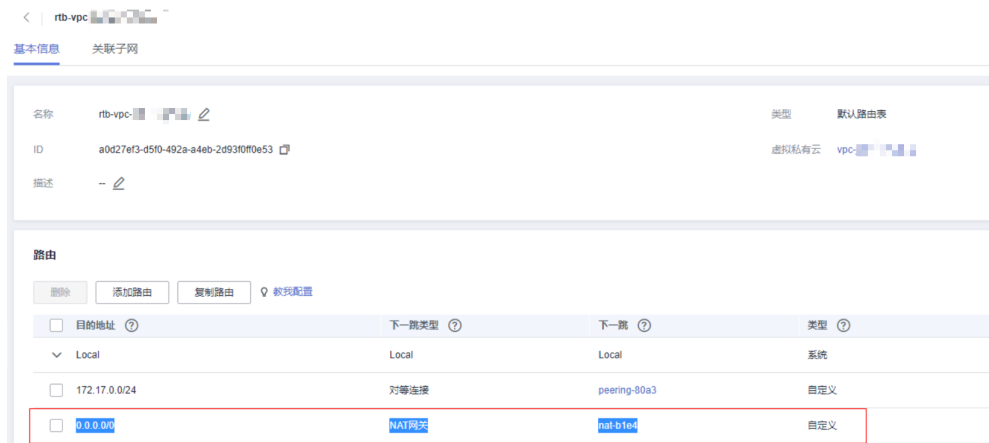 rtb-vpc
基本信息 关联子网
名称 rtb-vpc- 类型 默认路由表
ID a0d27ef3-d5f0-492a-a4eb-2d93f0ff0e53 虚拟私有云 vpc-
描述 --
路由
删除 添加路由 复制路由 教我配置
目的地址 下一跳类型 下一跳 类型
Local Local Local 系统
172.17.0.0/24 对等连接 peering-80a3 自定义
0.0.0.0/0 NAT网关 nat-b1e4 自定义